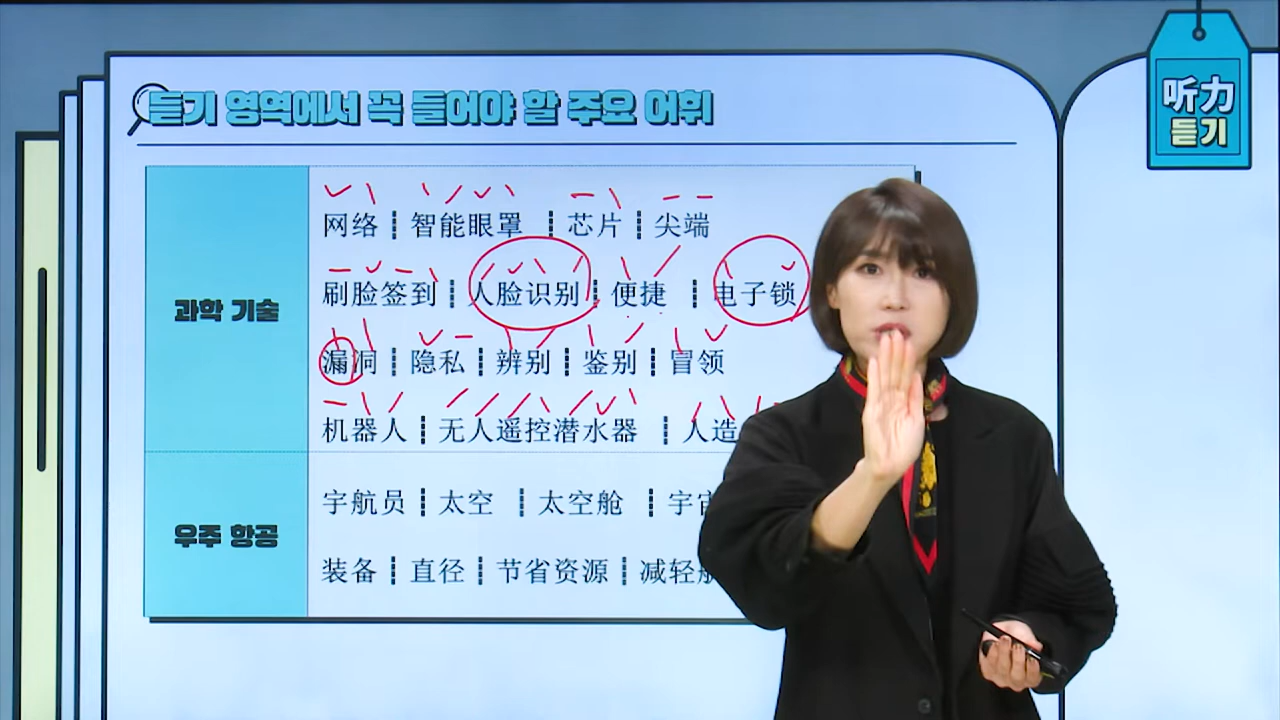 듣기 영역에서 꼭 들어야 할 주요 어휘
听力
듣기
과학 기술
网络 ┇ 智能眼罩 ┇ 芯片 ┇ 尖端
刷脸签到 ┇ 人脸识别 ┇ 便捷 ┇ 电子锁
漏洞 ┇ 隐私 ┇ 辨别 ┇ 鉴别 ┇ 冒领
机器人 ┇ 无人遥控潜水器 ┇ 人造
우주 항공
宇航员 ┇ 太空 ┇ 太空舱 ┇ 宇宙
装备 ┇ 直径 ┇ 节省资源 ┇ 减轻